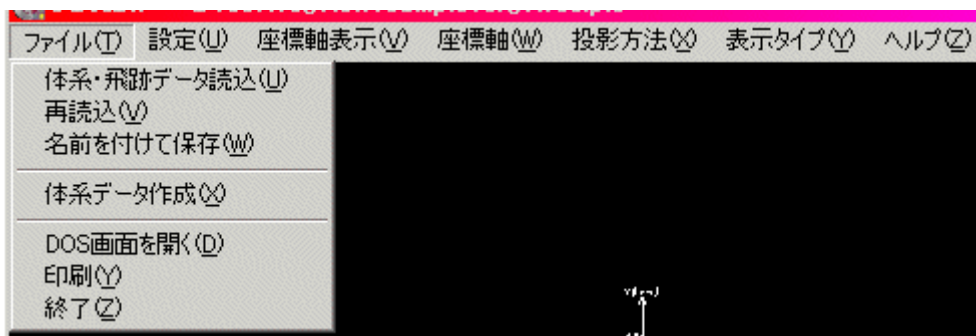 ファイル(T) 設定(U) 座標軸表示(V) 座標軸(W) 投影方法(X) 表示タイプ(Y) ヘルプ(Z)
体系・飛跡データ読込(U)
再読込(V)
名前を付けて保存(W)
体系データ作成(X)
DOS画面を開く(D)
印刷(Y)
終了(Z)